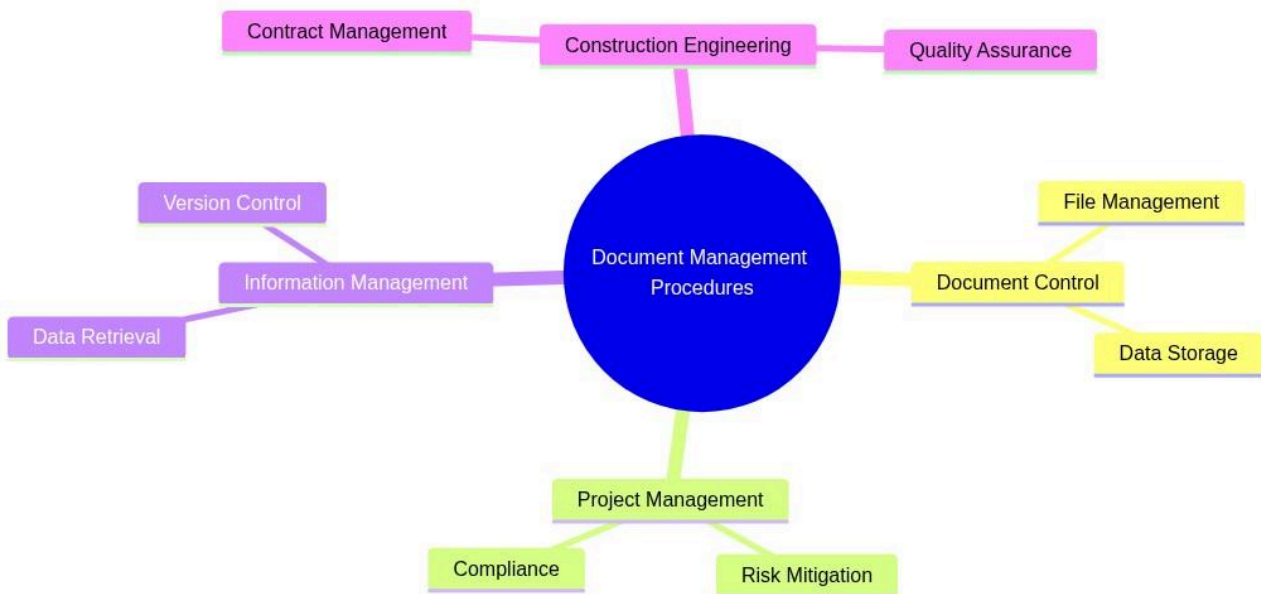 Contract Management
Construction Engineering
Quality Assurance
Version Control
File Management
Document Management
Procedures
Information Management
Document Control
Data Retrieval
Data Storage
Project Management
Compliance
Risk Mitigation